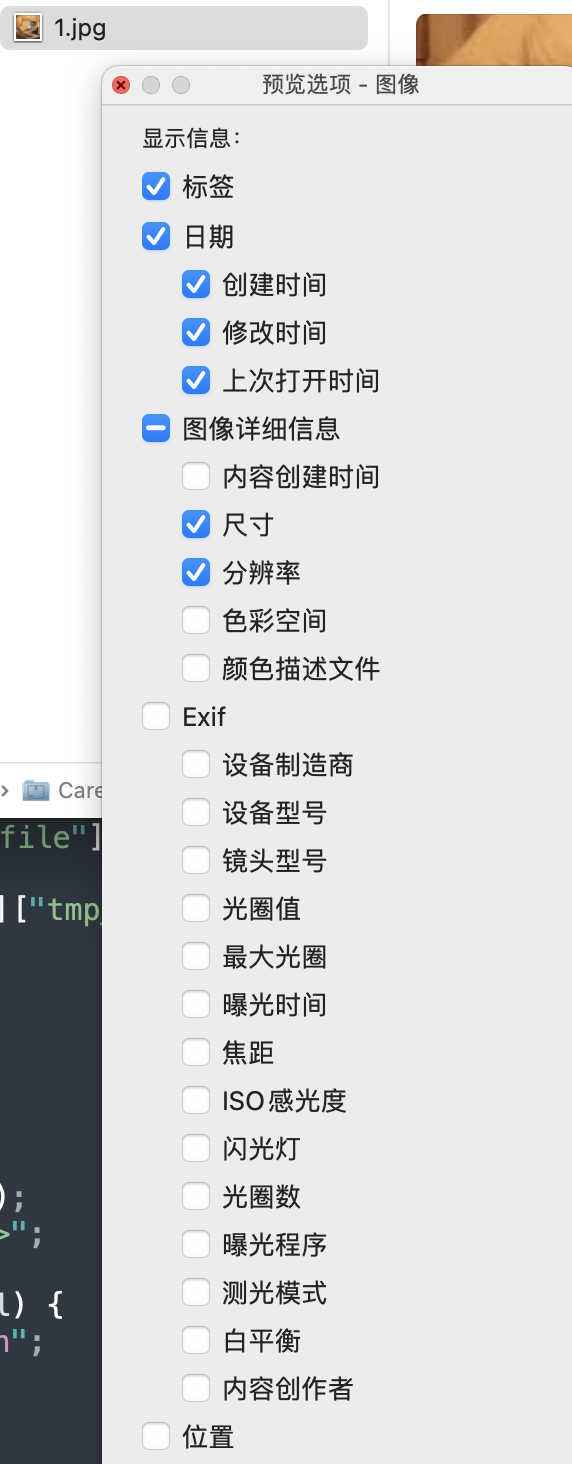 1.jpg
预览选项 - 图像
显示信息：
标签
日期
创建时间
修改时间
上次打开时间
图像详细信息
内容创建时间
尺寸
分辨率
色彩空间
颜色描述文件
Exif
设备制造商
› Care
设备型号
file"]
镜头型号
]["tmp_
光圈值
最大光圈
曝光时间
焦距
ISO感光度
闪光灯
);
光圈数
>";
曝光程序
测光模式
l) {
白平衡
n";
内容创作者
位置